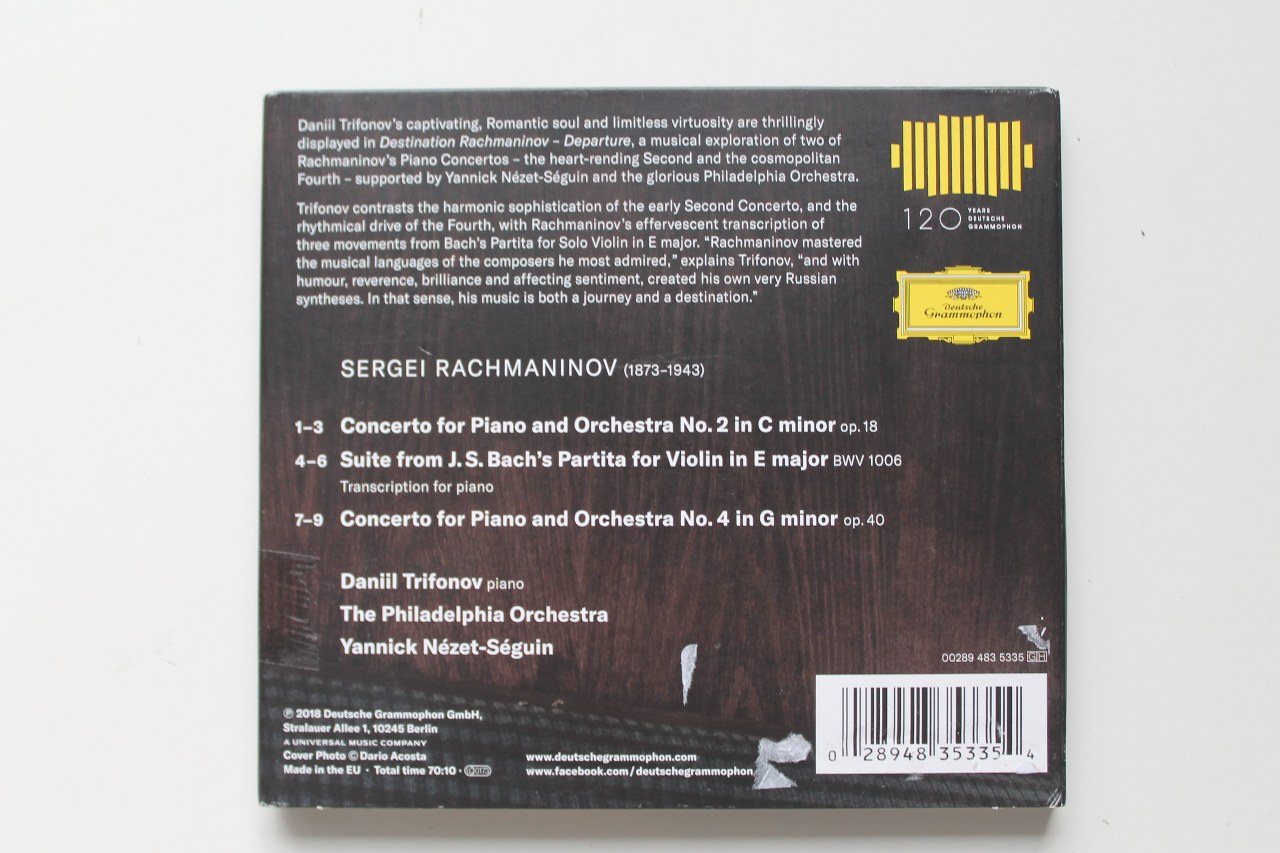 Daniil Trifonov's captivating, Romantic soul and limitless virtuosity are thrillingly
displayed in Destination Rachmaninov – Departure, a musical exploration of two of
Rachmaninov's Piano Concertos – the heart-rending Second and the cosmopolitan
Fourth – supported by Yannick Nézet-Séguin and the glorious Philadelphia Orchestra.
Trifonov contrasts the harmonic sophistication of the early Second Concerto, and the
rhythmical drive of the Fourth, with Rachmaninov's effervescent transcription of
three movements from Bach's Partita for Solo Violin in E major. “Rachmaninov mastered
the musical languages of the composers he most admired,” explains Trifonov, “and with
humour, reverence, brilliance and affecting sentiment, created his own very Russian
syntheses. In that sense, his music is both a journey and a destination.”
120 YEARS
DEUTSCHE
GRAMMOPHON
Deutsche
Grammophon
SERGEI RACHMANINOV (1873–1943)
1–3 Concerto for Piano and Orchestra No. 2 in C minor op. 18
4–6 Suite from J. S. Bach's Partita for Violin in E major BWV 1006
Transcription for piano
7–9 Concerto for Piano and Orchestra No. 4 in G minor op. 40
Daniil Trifonov piano
The Philadelphia Orchestra
Yannick Nézet-Séguin
00289 483 5335 GH
0 28948 35335 4
℗ 2018 Deutsche Grammophon GmbH,
Stralauer Allee 1, 10245 Berlin
A UNIVERSAL MUSIC COMPANY
Cover Photo © Dario Acosta
Made in the EU · Total time 70:10 ·
www.deutschegrammophon.com
www.facebook.com/deutschegrammophon